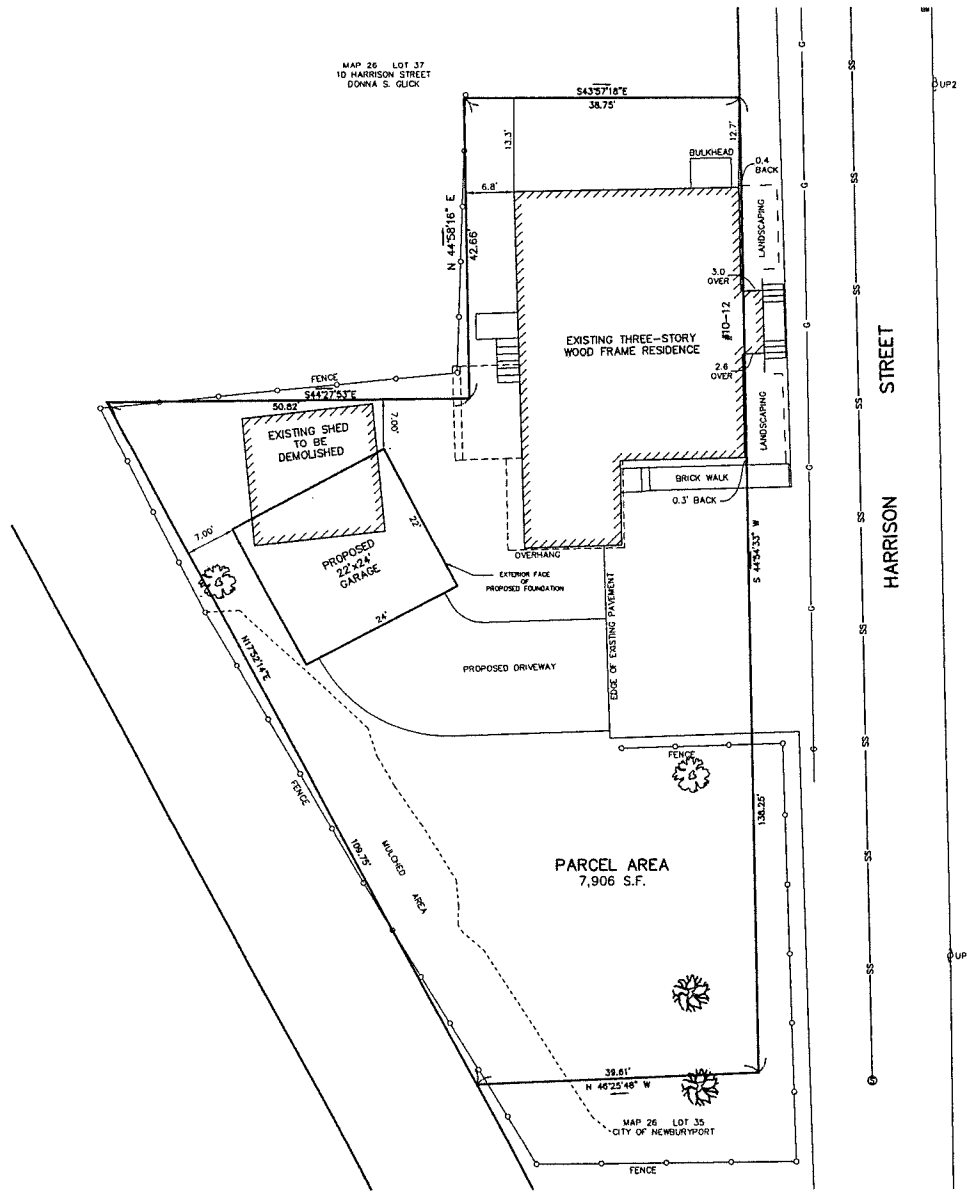 MAP 26 LOT 37
10 HARRISON STREET
DONNA S. GLICK
S43°57'18"E
38.75'
UP2
G
SS
13.3'
12.7'
BULKHEAD
0.4
BACK
6.8'
N 44°58'16" E
42.66'
LANDSCAPING
3.0
OVER
#10-12
EXISTING THREE-STORY
WOOD FRAME RESIDENCE
2.6
OVER
LANDSCAPING
HARRISON STREET
FENCE
S44°27'53"E
50.82'
7.00'
EXISTING SHED
TO BE
DEMOLISHED
BRICK WALK
0.3' BACK
7.00'
22'
PROPOSED
22'x24'
GARAGE
24'
OVERHANG
EXTERIOR FACE
OF
PROPOSED FOUNDATION
S 44°54'33" W
138.25'
EDGE OF EXISTING PAVEMENT
PROPOSED DRIVEWAY
N17°52'14"E
109.75'
FENCE
FENCE
MULCHED AREA
PARCEL AREA
7,906 S.F.
UP
39.61'
N 46°25'48" W
S
MAP 26 LOT 35
CITY OF NEWBURYPORT
FENCE